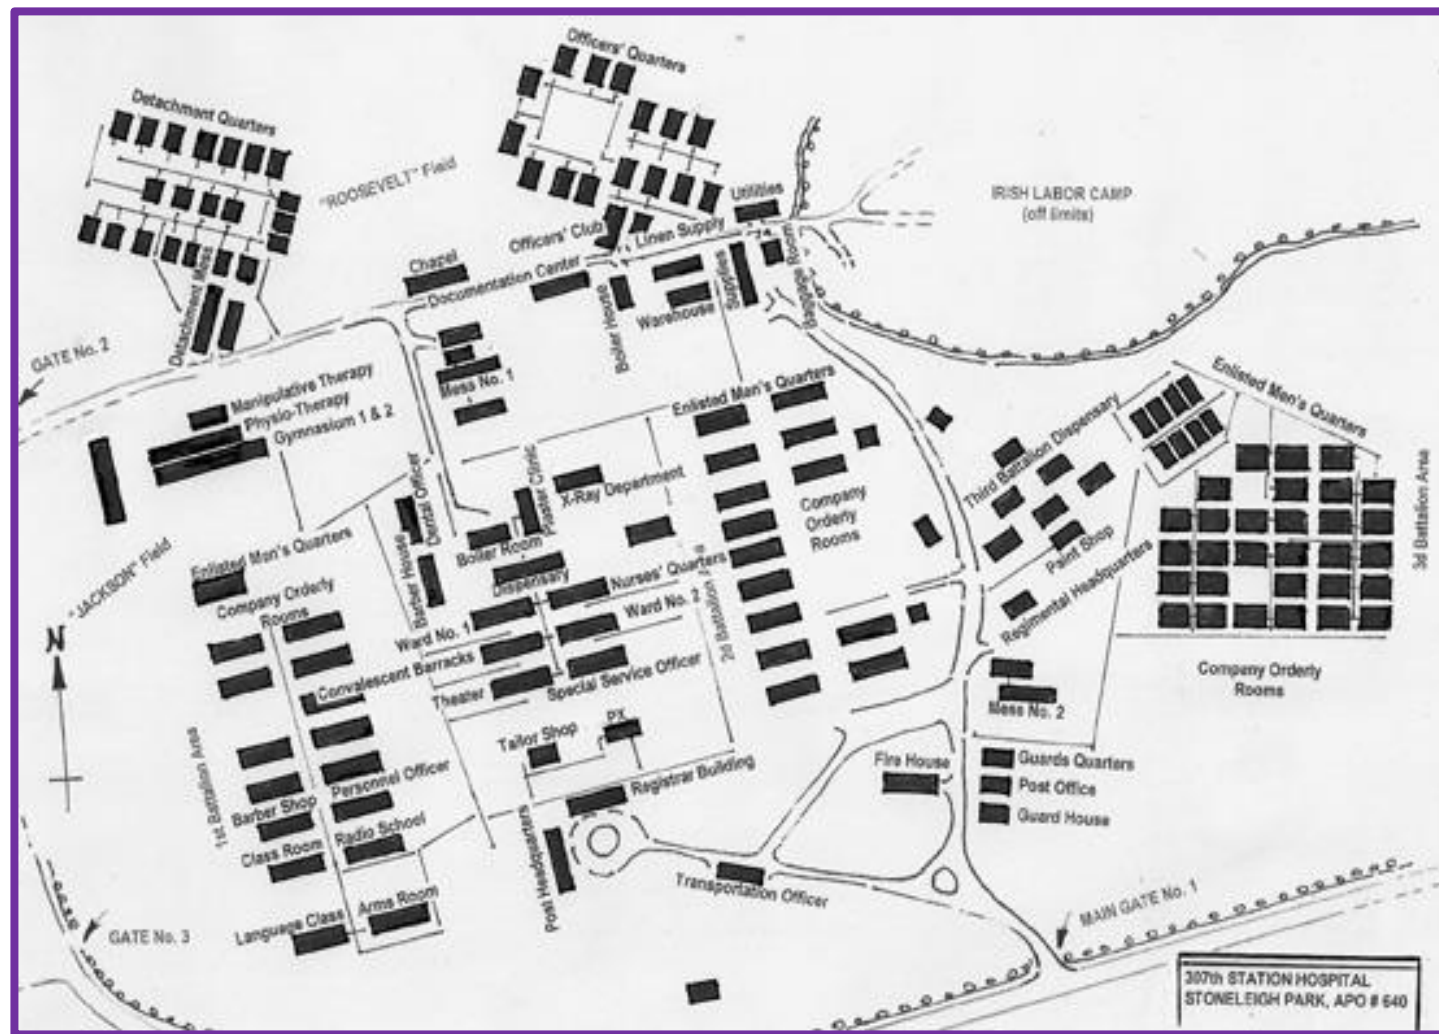 Officers' Quarters
Detachment Quarters
"ROOSEVELT" Field
Utilities
IRISH LABOR CAMP
(off limits)
Officers' Club
Linen Supply
Baggage Room
Chapel
Documentation Center
Supplies
Detachment Mess
Boiler House
Warehouse
GATE No. 2
Manipulative Therapy
Physio-Therapy
Gymnasium 1 & 2
Mess No. 1
Enlisted Men's Quarters
Enlisted Men's Quarters
Third Battalion Dispensary
3d Battalion Area
Dental Officer
Plaster Clinic
X-Ray Department
Company
Orderly
Rooms
"JACKSON" Field
Enlisted Men's Quarters
Barber House
Boiler Room
Dispensary
Nurses' Quarters
Paint Shop
Regimental Headquarters
Company Orderly
Rooms
N
Ward No. 1
Ward No. 2
2d Battalion Area
Convalescent Barracks
Theater
Special Service Officer
Company Orderly
Rooms
Mess No. 2
Tailor Shop
PX
1st Battalion Area
Personnel Officer
Registrar Building
Fire House
Guards Quarters
Post Office
Guard House
Barber Shop
Radio School
Class Room
Post Headquarters
Transportation Officer
Language Class
Arms Room
GATE No. 3
MAIN GATE No. 1
307th STATION HOSPITAL
STONELEIGH PARK, APO # 640